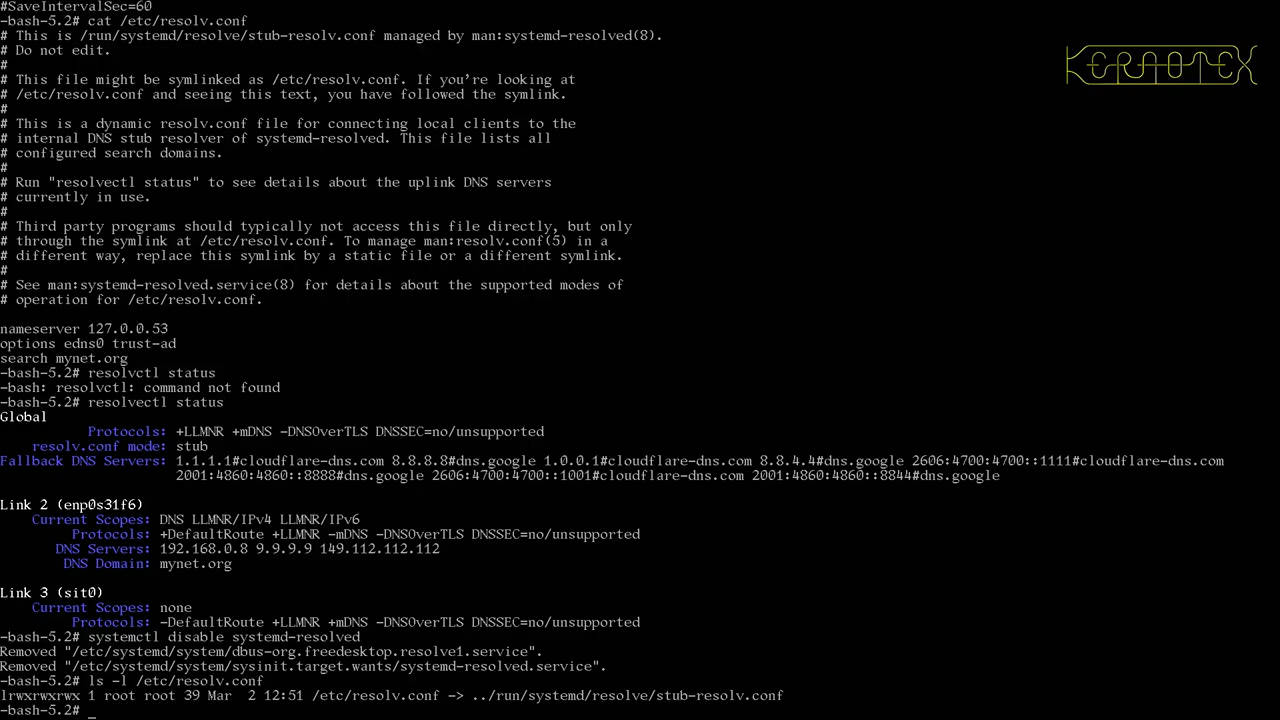 #SaveIntervalSec=60
-bash-5.2# cat /etc/resolv.conf
# This is /run/systemd/resolve/stub-resolv.conf managed by man:systemd-resolved(8).
# Do not edit.
#
# This file might be symlinked as /etc/resolv.conf. If you're looking at
# /etc/resolv.conf and seeing this text, you have followed the symlink.
#
# This is a dynamic resolv.conf file for connecting local clients to the
# internal DNS stub resolver of systemd-resolved. This file lists all
# configured search domains.
#
# Run "resolvectl status" to see details about the uplink DNS servers
# currently in use.
#
# Third party programs should typically not access this file directly, but only
# through the symlink at /etc/resolv.conf. To manage man:resolv.conf(5) in a
# different way, replace this symlink by a static file or a different symlink.
#
# See man:systemd-resolved.service(8) for details about the supported modes of
# operation for /etc/resolv.conf.
nameserver 127.0.0.53
options edns0 trust-ad
search mynet.org
-bash-5.2# resolvctl status
-bash: resolvctl: command not found
-bash-5.2# resolvectl status
Global
Protocols: +LLMNR +mDNS -DNSOverTLS DNSSEC=no/unsupported
resolv.conf mode: stub
Fallback DNS Servers: 1.1.1.1#cloudflare-dns.com 8.8.8.8#dns.google 1.0.0.1#cloudflare-dns.com 8.8.4.4#dns.google 2606:4700:4700::1111#cloudflare-dns.com
2001:4860:4860::8888#dns.google 2606:4700:4700::1001#cloudflare-dns.com 2001:4860:4860::8844#dns.google
Link 2 (enp0s31f6)
Current Scopes: DNS LLMNR/IPv4 LLMNR/IPv6
Protocols: +DefaultRoute +LLMNR -mDNS -DNSOverTLS DNSSEC=no/unsupported
DNS Servers: 192.168.0.8 9.9.9.9 149.112.112.112
DNS Domain: mynet.org
Link 3 (sit0)
Current Scopes: none
Protocols: -DefaultRoute +LLMNR +mDNS -DNSOverTLS DNSSEC=no/unsupported
-bash-5.2# systemctl disable systemd-resolved
Removed "/etc/systemd/system/dbus-org.freedesktop.resolve1.service".
Removed "/etc/systemd/system/sysinit.target.wants/systemd-resolved.service".
-bash-5.2# ls -l /etc/resolv.conf
lrwxrwxrwx 1 root root 39 Mar  2 12:51 /etc/resolv.conf -> ../run/systemd/resolve/stub-resolv.conf
-bash-5.2# _